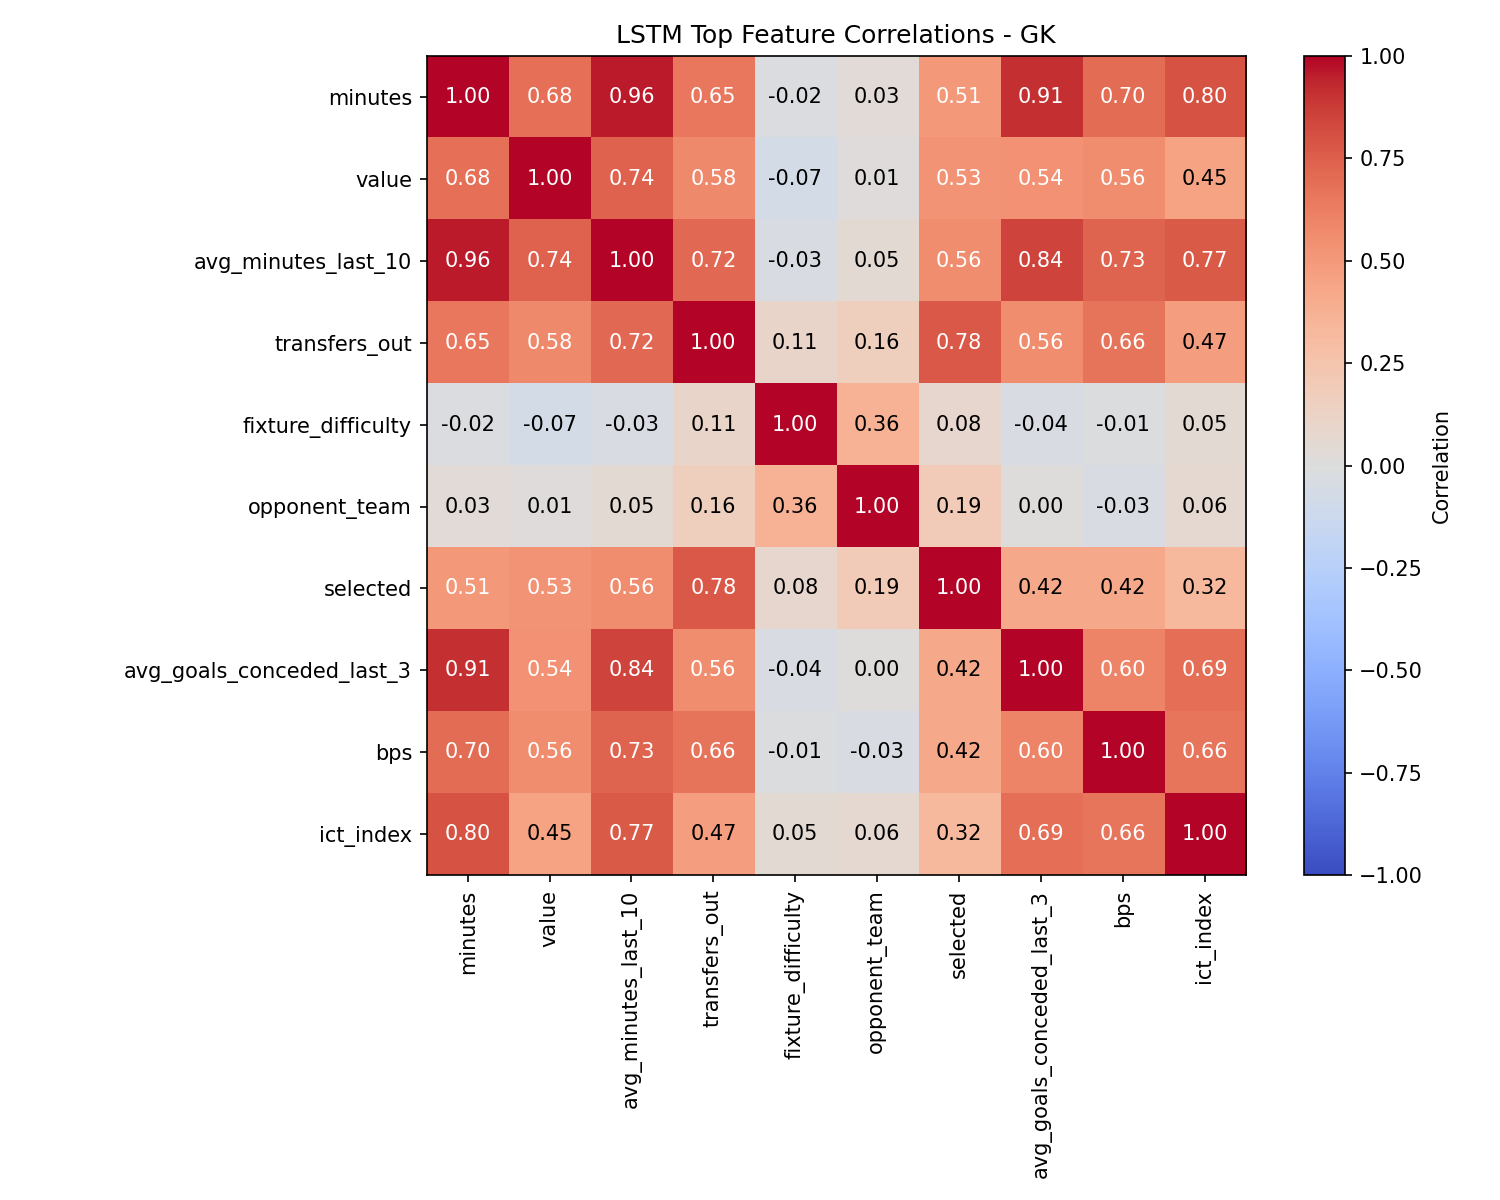 LSTM Top Feature Correlations - GK
minutes 1.00 0.68 0.96 0.65 -0.02 0.03 0.51 0.91 0.70 0.80
value 0.68 1.00 0.74 0.58 -0.07 0.01 0.53 0.54 0.56 0.45
avg_minutes_last_10 0.96 0.74 1.00 0.72 -0.03 0.05 0.56 0.84 0.73 0.77
transfers_out 0.65 0.58 0.72 1.00 0.11 0.16 0.78 0.56 0.66 0.47
fixture_difficulty -0.02 -0.07 -0.03 0.11 1.00 0.36 0.08 -0.04 -0.01 0.05
opponent_team 0.03 0.01 0.05 0.16 0.36 1.00 0.19 0.00 -0.03 0.06
selected 0.51 0.53 0.56 0.78 0.08 0.19 1.00 0.42 0.42 0.32
avg_goals_conceded_last_3 0.91 0.54 0.84 0.56 -0.04 0.00 0.42 1.00 0.60 0.69
bps 0.70 0.56 0.73 0.66 -0.01 -0.03 0.42 0.60 1.00 0.66
ict_index 0.80 0.45 0.77 0.47 0.05 0.06 0.32 0.69 0.66 1.00
minutes
value
avg_minutes_last_10
transfers_out
fixture_difficulty
opponent_team
selected
avg_goals_conceded_last_3
bps
ict_index
1.00
0.75
0.50
0.25
0.00
−0.25
−0.50
−0.75
−1.00
Correlation